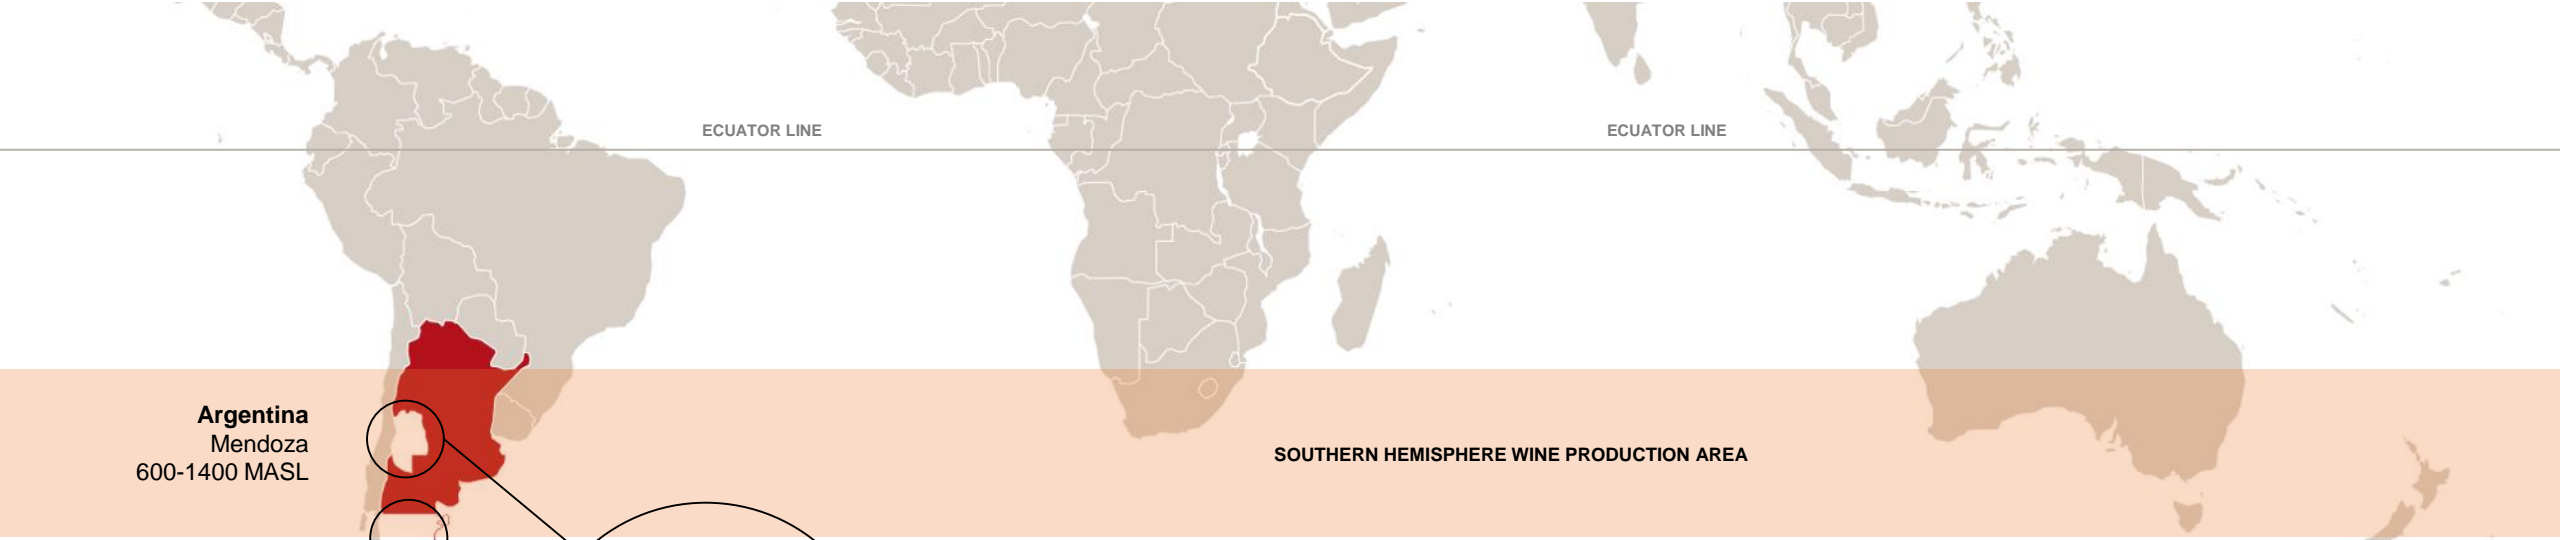 ECUATOR LINE
ECUATOR LINE
Argentina
Mendoza
600-1400 MASL
SOUTHERN HEMISPHERE WINE PRODUCTION AREA